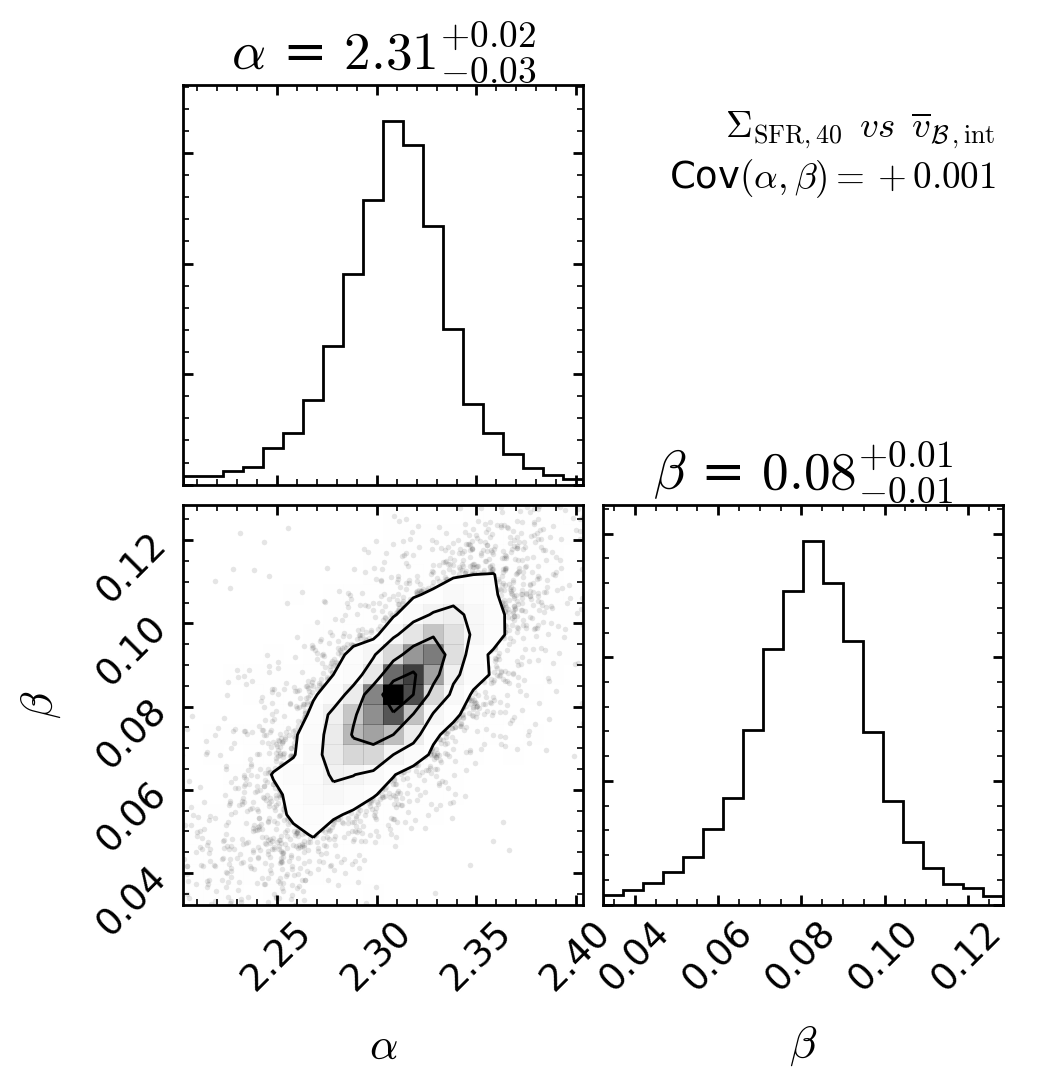 α = 2.31 +0.02 −0.03
Σ SFR, 40 vs v̅ ℬ, int
Cov(α, β) = + 0.001
β = 0.08 +0.01 −0.01
0.12
0.10
0.08
0.06
0.04
β
2.25 2.30 2.35 2.40
0.04 0.06 0.08 0.10 0.12
α
β